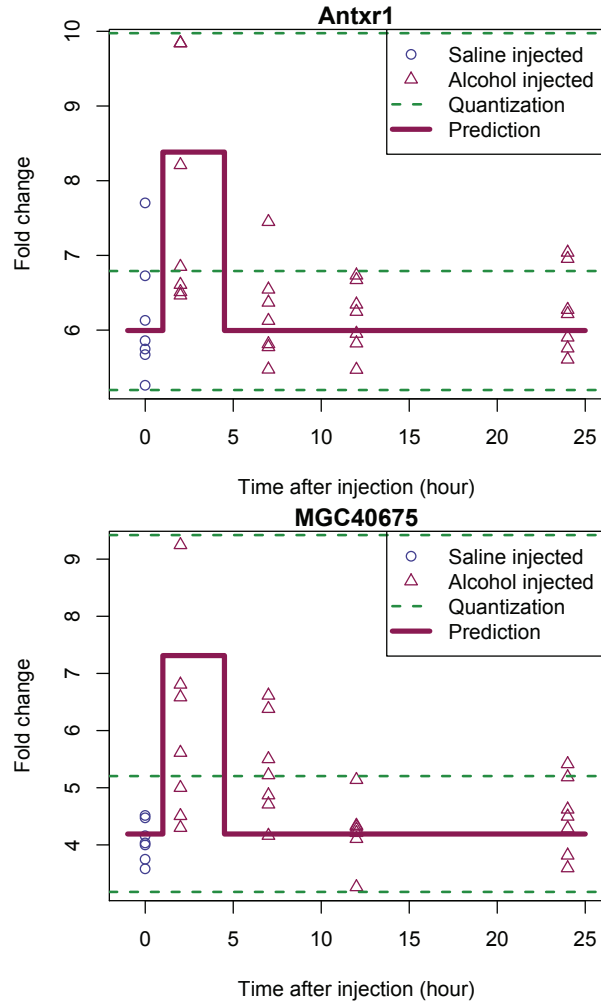 Antxr1
Saline injected
Alcohol injected
Quantization
Prediction
Fold change
10
9
8
7
6
0 5 10 15 20 25
Time after injection (hour)
MGC40675
Saline injected
Alcohol injected
Quantization
Prediction
Fold change
9
8
7
6
5
4
0 5 10 15 20 25
Time after injection (hour)